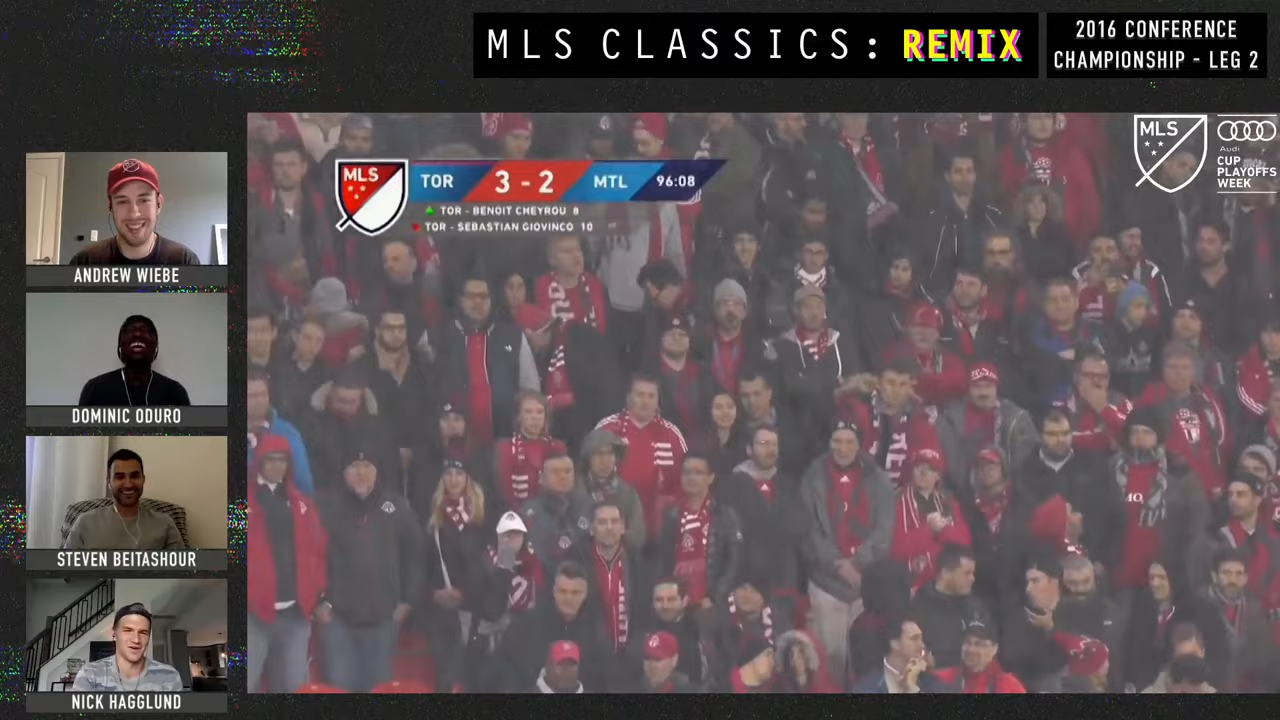 MLS CLASSICS: REMIX
2016 CONFERENCE
CHAMPIONSHIP - LEG 2
MLS
TOR 3 - 2 MTL 96:08
TOR - BENOIT CHEYROU 8
TOR - SEBASTIAN GIOVINCO 10
MLS
Audi
CUP
PLAYOFFS
WEEK
ANDREW WIEBE
DOMINIC ODURO
STEVEN BEITASHOUR
NICK HAGGLUND